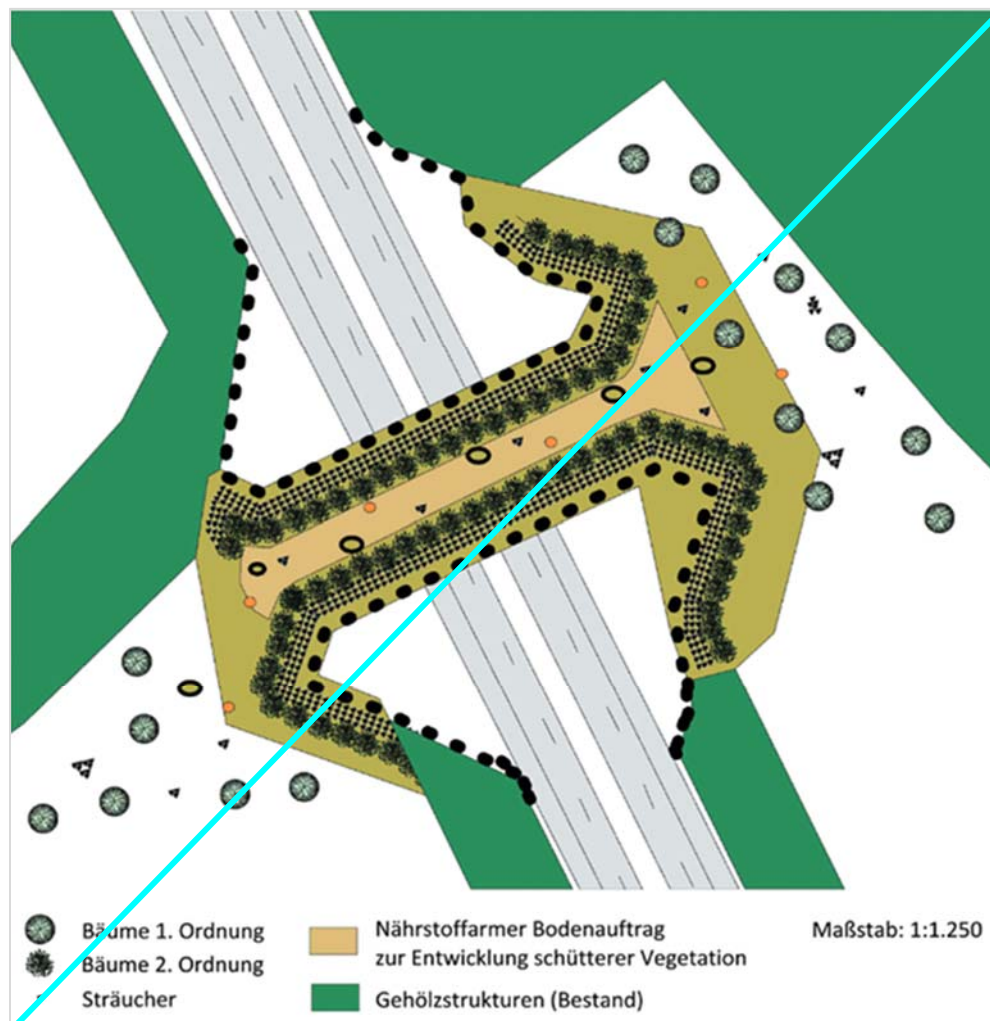 Bäume 1. Ordnung
Bäume 2. Ordnung
Sträucher
Nährstoffarmer Bodenauftrag
zur Entwicklung schütterer Vegetation
Gehölzstrukturen (Bestand)
Maßstab: 1:1.250